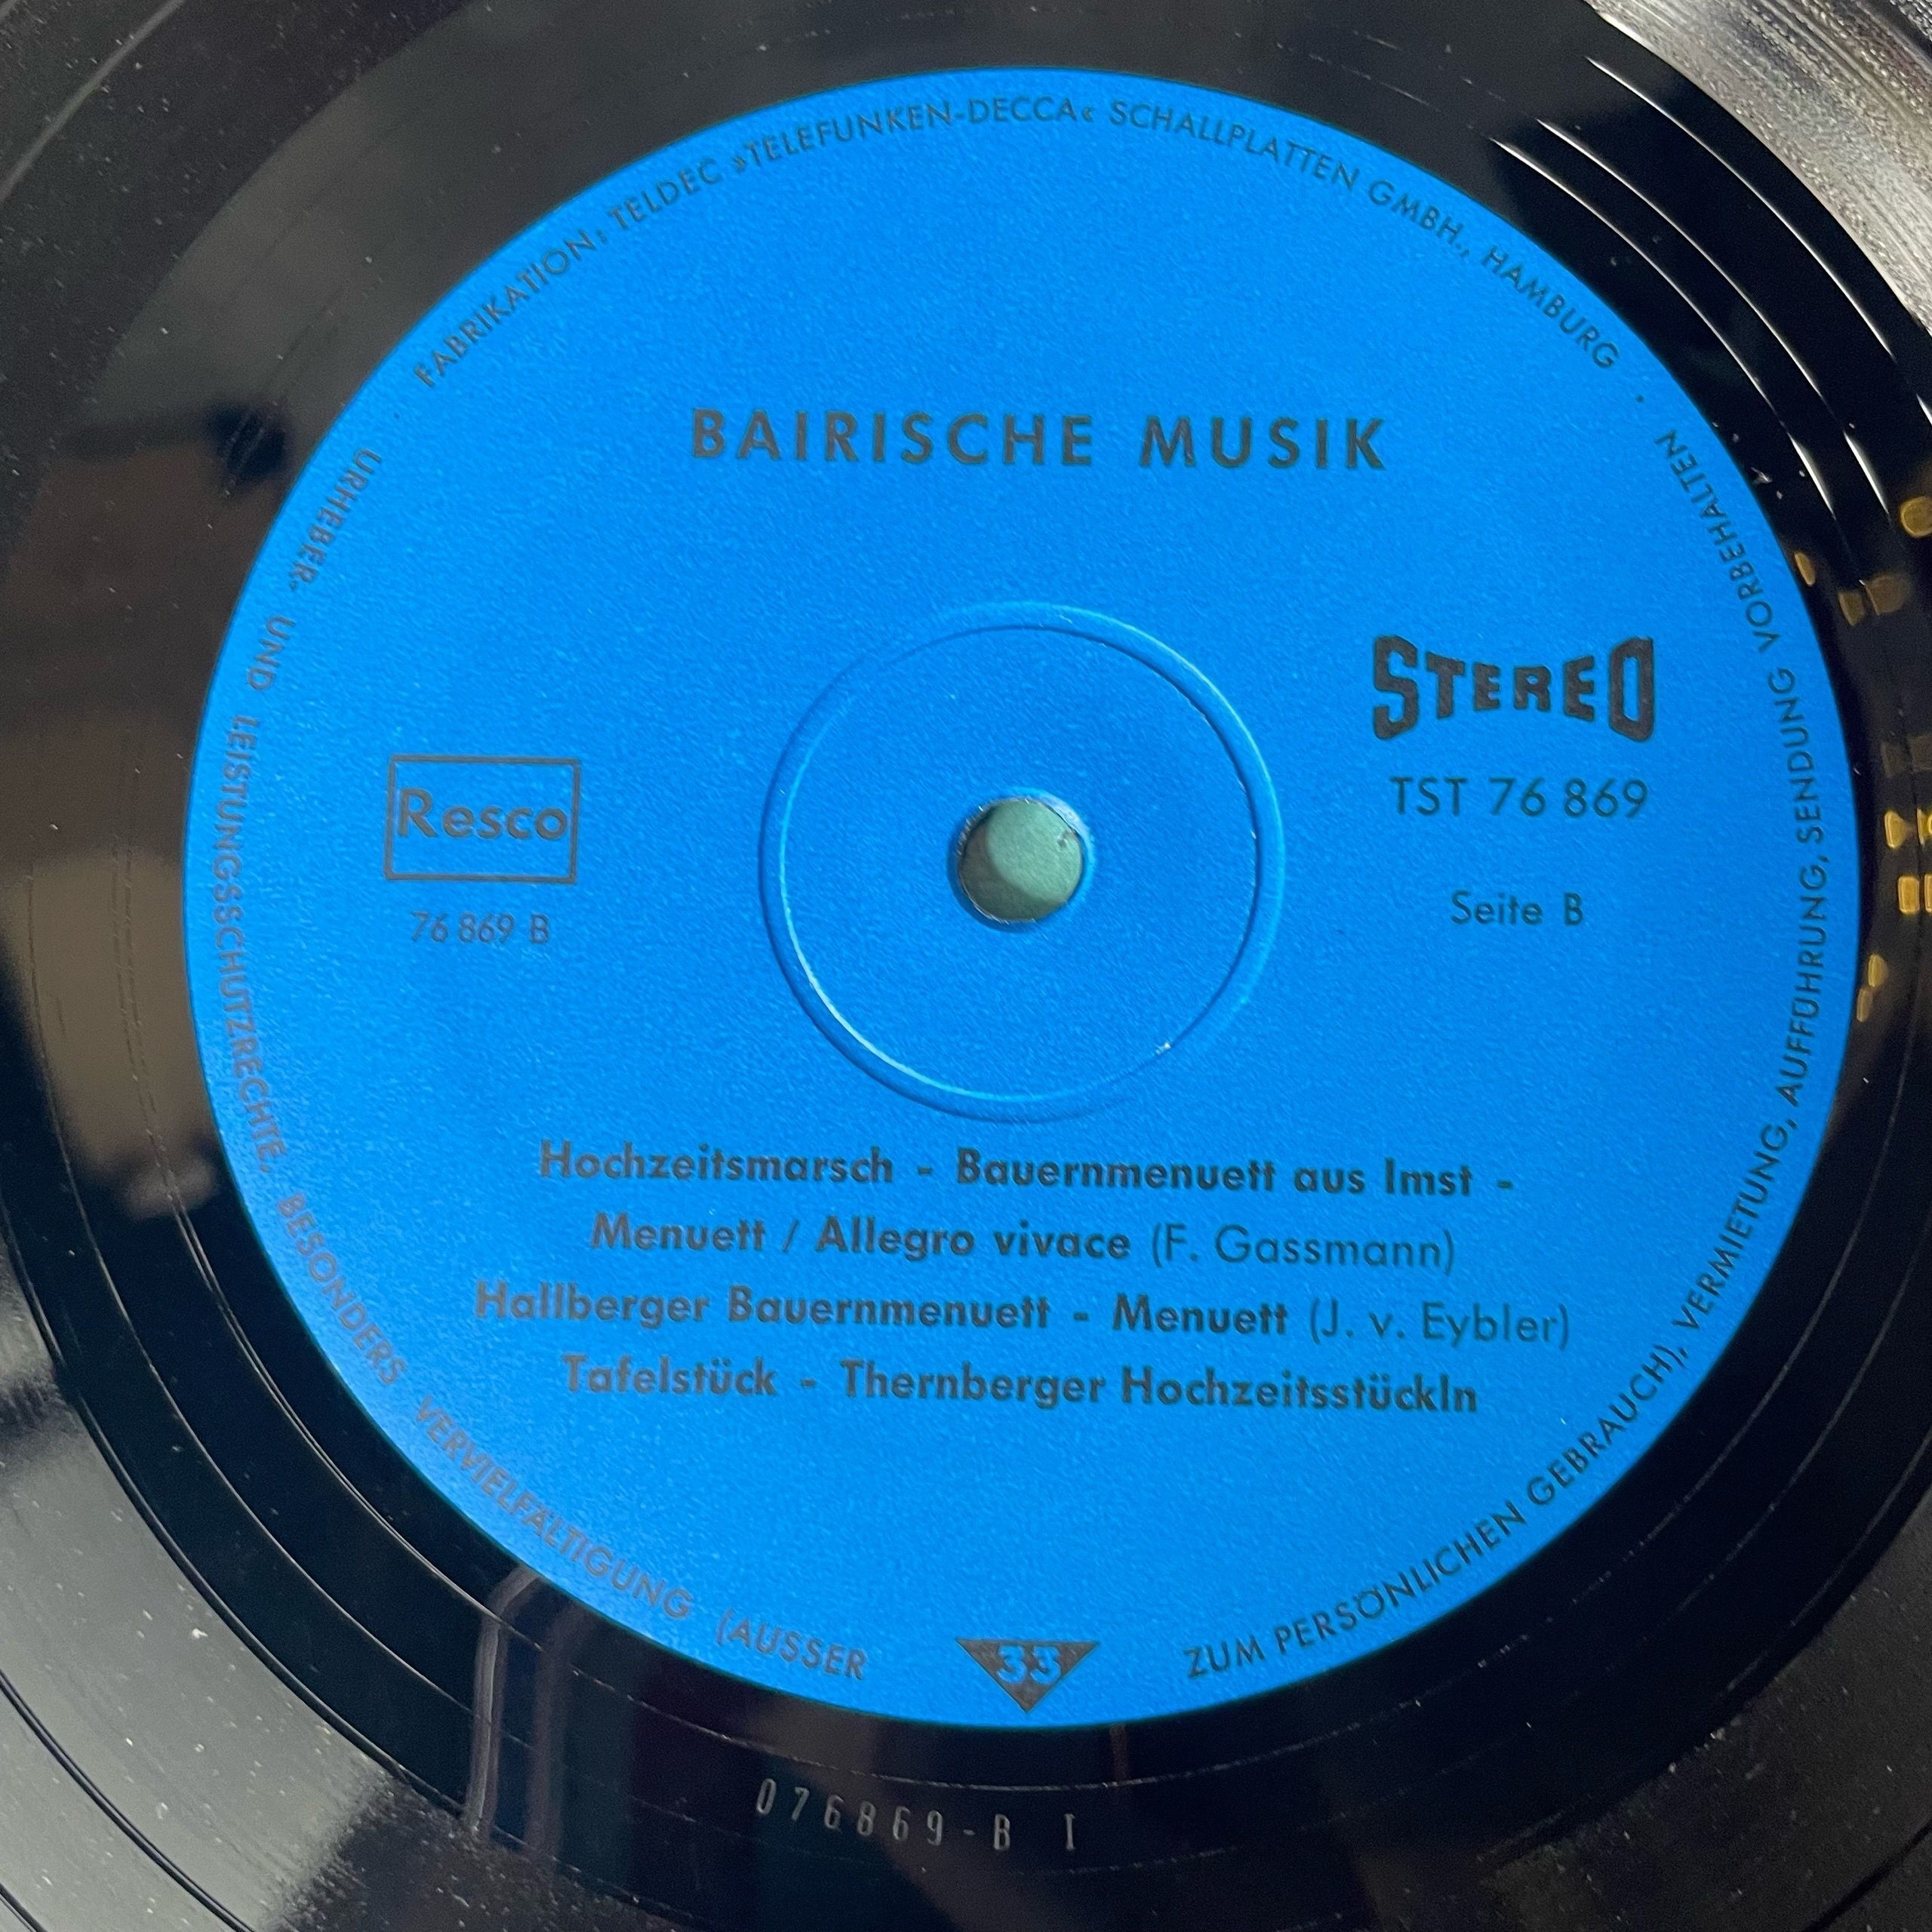 FABRIKATION: TELDEC »TELEFUNKEN-DECCA« SCHALLPLATTEN GMBH., HAMBURG ·
URHEBER- UND LEISTUNGSSCHUTZRECHTE, BESONDERS VERVIELFÄLTIGUNG (AUSSER ZUM PERSÖNLICHEN GEBRAUCH), VERMIETUNG, AUFFÜHRUNG, SENDUNG VORBEHALTEN
BAIRISCHE MUSIK
STEREO
TST 76 869
Seite B
Resco
76 869 B
Hochzeitsmarsch - Bauernmenuett aus Imst -
Menuett / Allegro vivace (F. Gassmann)
Hallberger Bauernmenuett - Menuett (J. v. Eybler)
Tafelstück - Thernberger Hochzeitsstückln
33
076869-B I